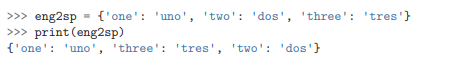 >>> eng2sp = {'one': 'uno', 'two': 'dos', 'three': 'tres'}
>>> print(eng2sp)
{'one': 'uno', 'three': 'tres', 'two': 'dos'}